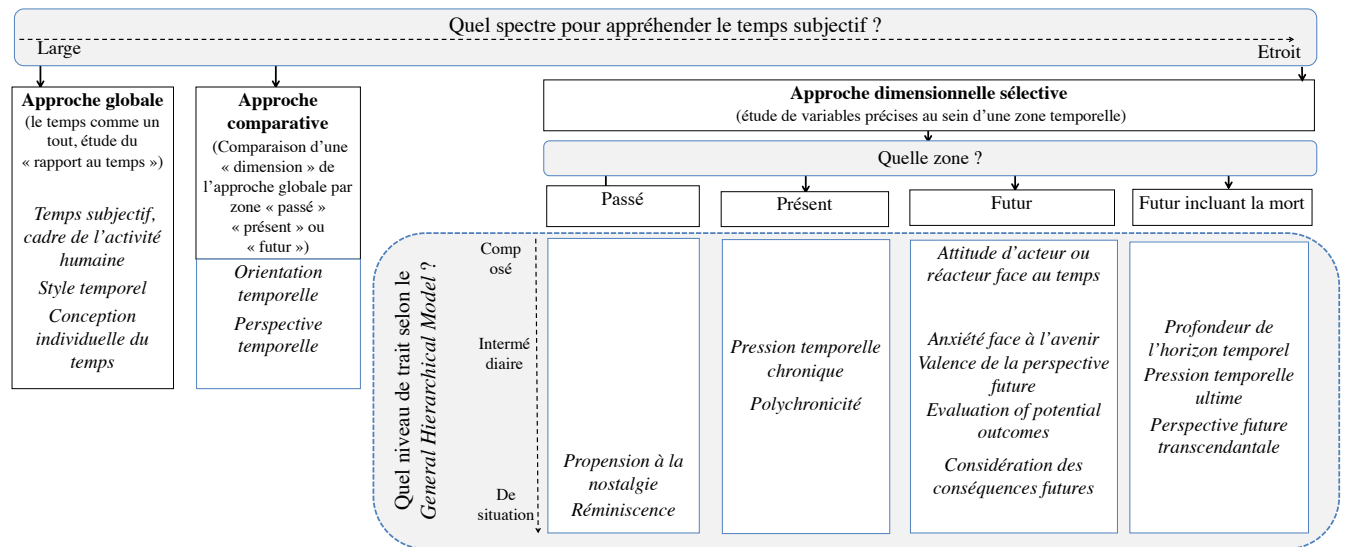 Quel spectre pour appréhender le temps subjectif ?
Large
Etroit
Approche globale
(le temps comme un
tout, étude du
« rapport au temps »)
Temps subjectif,
cadre de l’activité
humaine
Style temporel
Conception
individuelle du
temps
Approche
comparative
(Comparaison d’une
« dimension » de
l’approche globale par
zone « passé »
« présent » ou
« futur »)
Orientation
temporelle
Perspective
temporelle
Approche dimensionnelle sélective
(étude de variables précises au sein d’une zone temporelle)
Quelle zone ?
Passé
Présent
Futur
Futur incluant la mort
Quel niveau de trait selon le
General Hierarchical Model ?
Comp
osé
Intermé
diaire
De
situation
Propension à la
nostalgie
Réminiscence
Pression temporelle
chronique
Polychronicité
Attitude d’acteur ou
réacteur face au temps
Anxiété face à l’avenir
Valence de la perspective
future
Evaluation of potential
outcomes
Considération des
conséquences futures
Profondeur de
l’horizon temporel
Pression temporelle
ultime
Perspective future
transcendantale